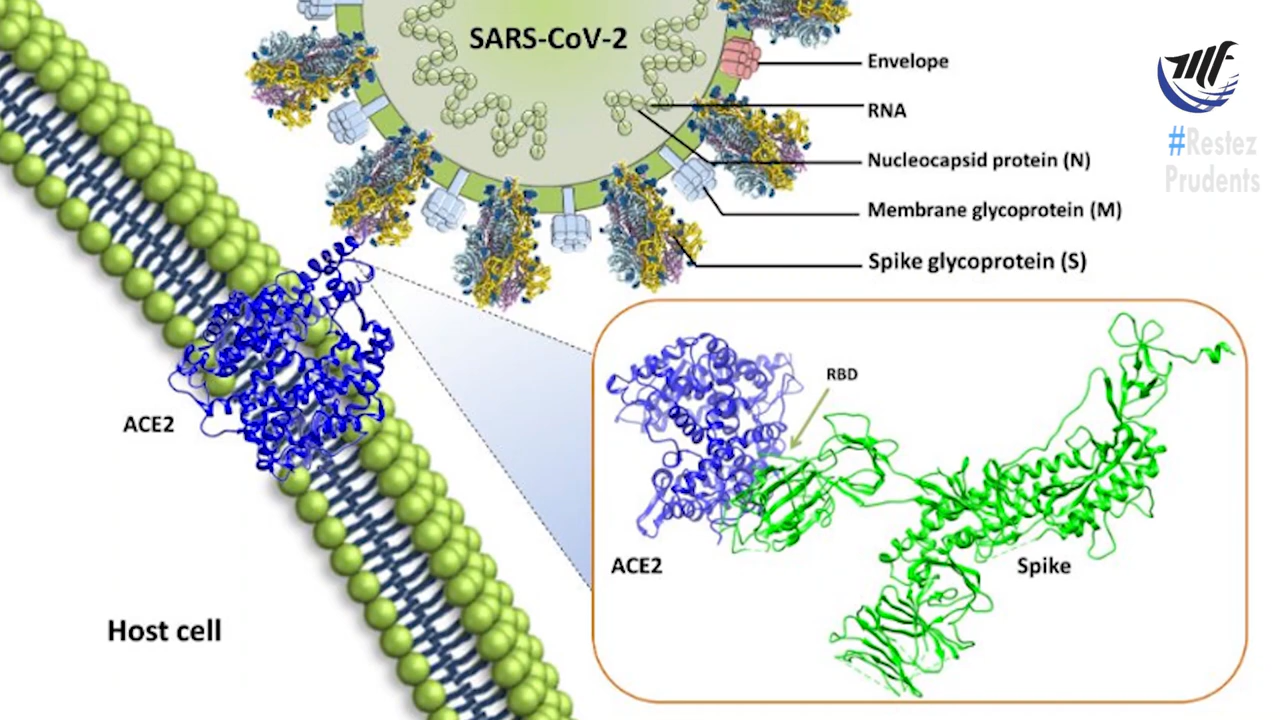 SARS-CoV-2
Envelope
RNA
Nucleocapsid protein (N)
Membrane glycoprotein (M)
Spike glycoprotein (S)
#Restez
Prudents
RBD
ACE2
ACE2
Spike
Host cell